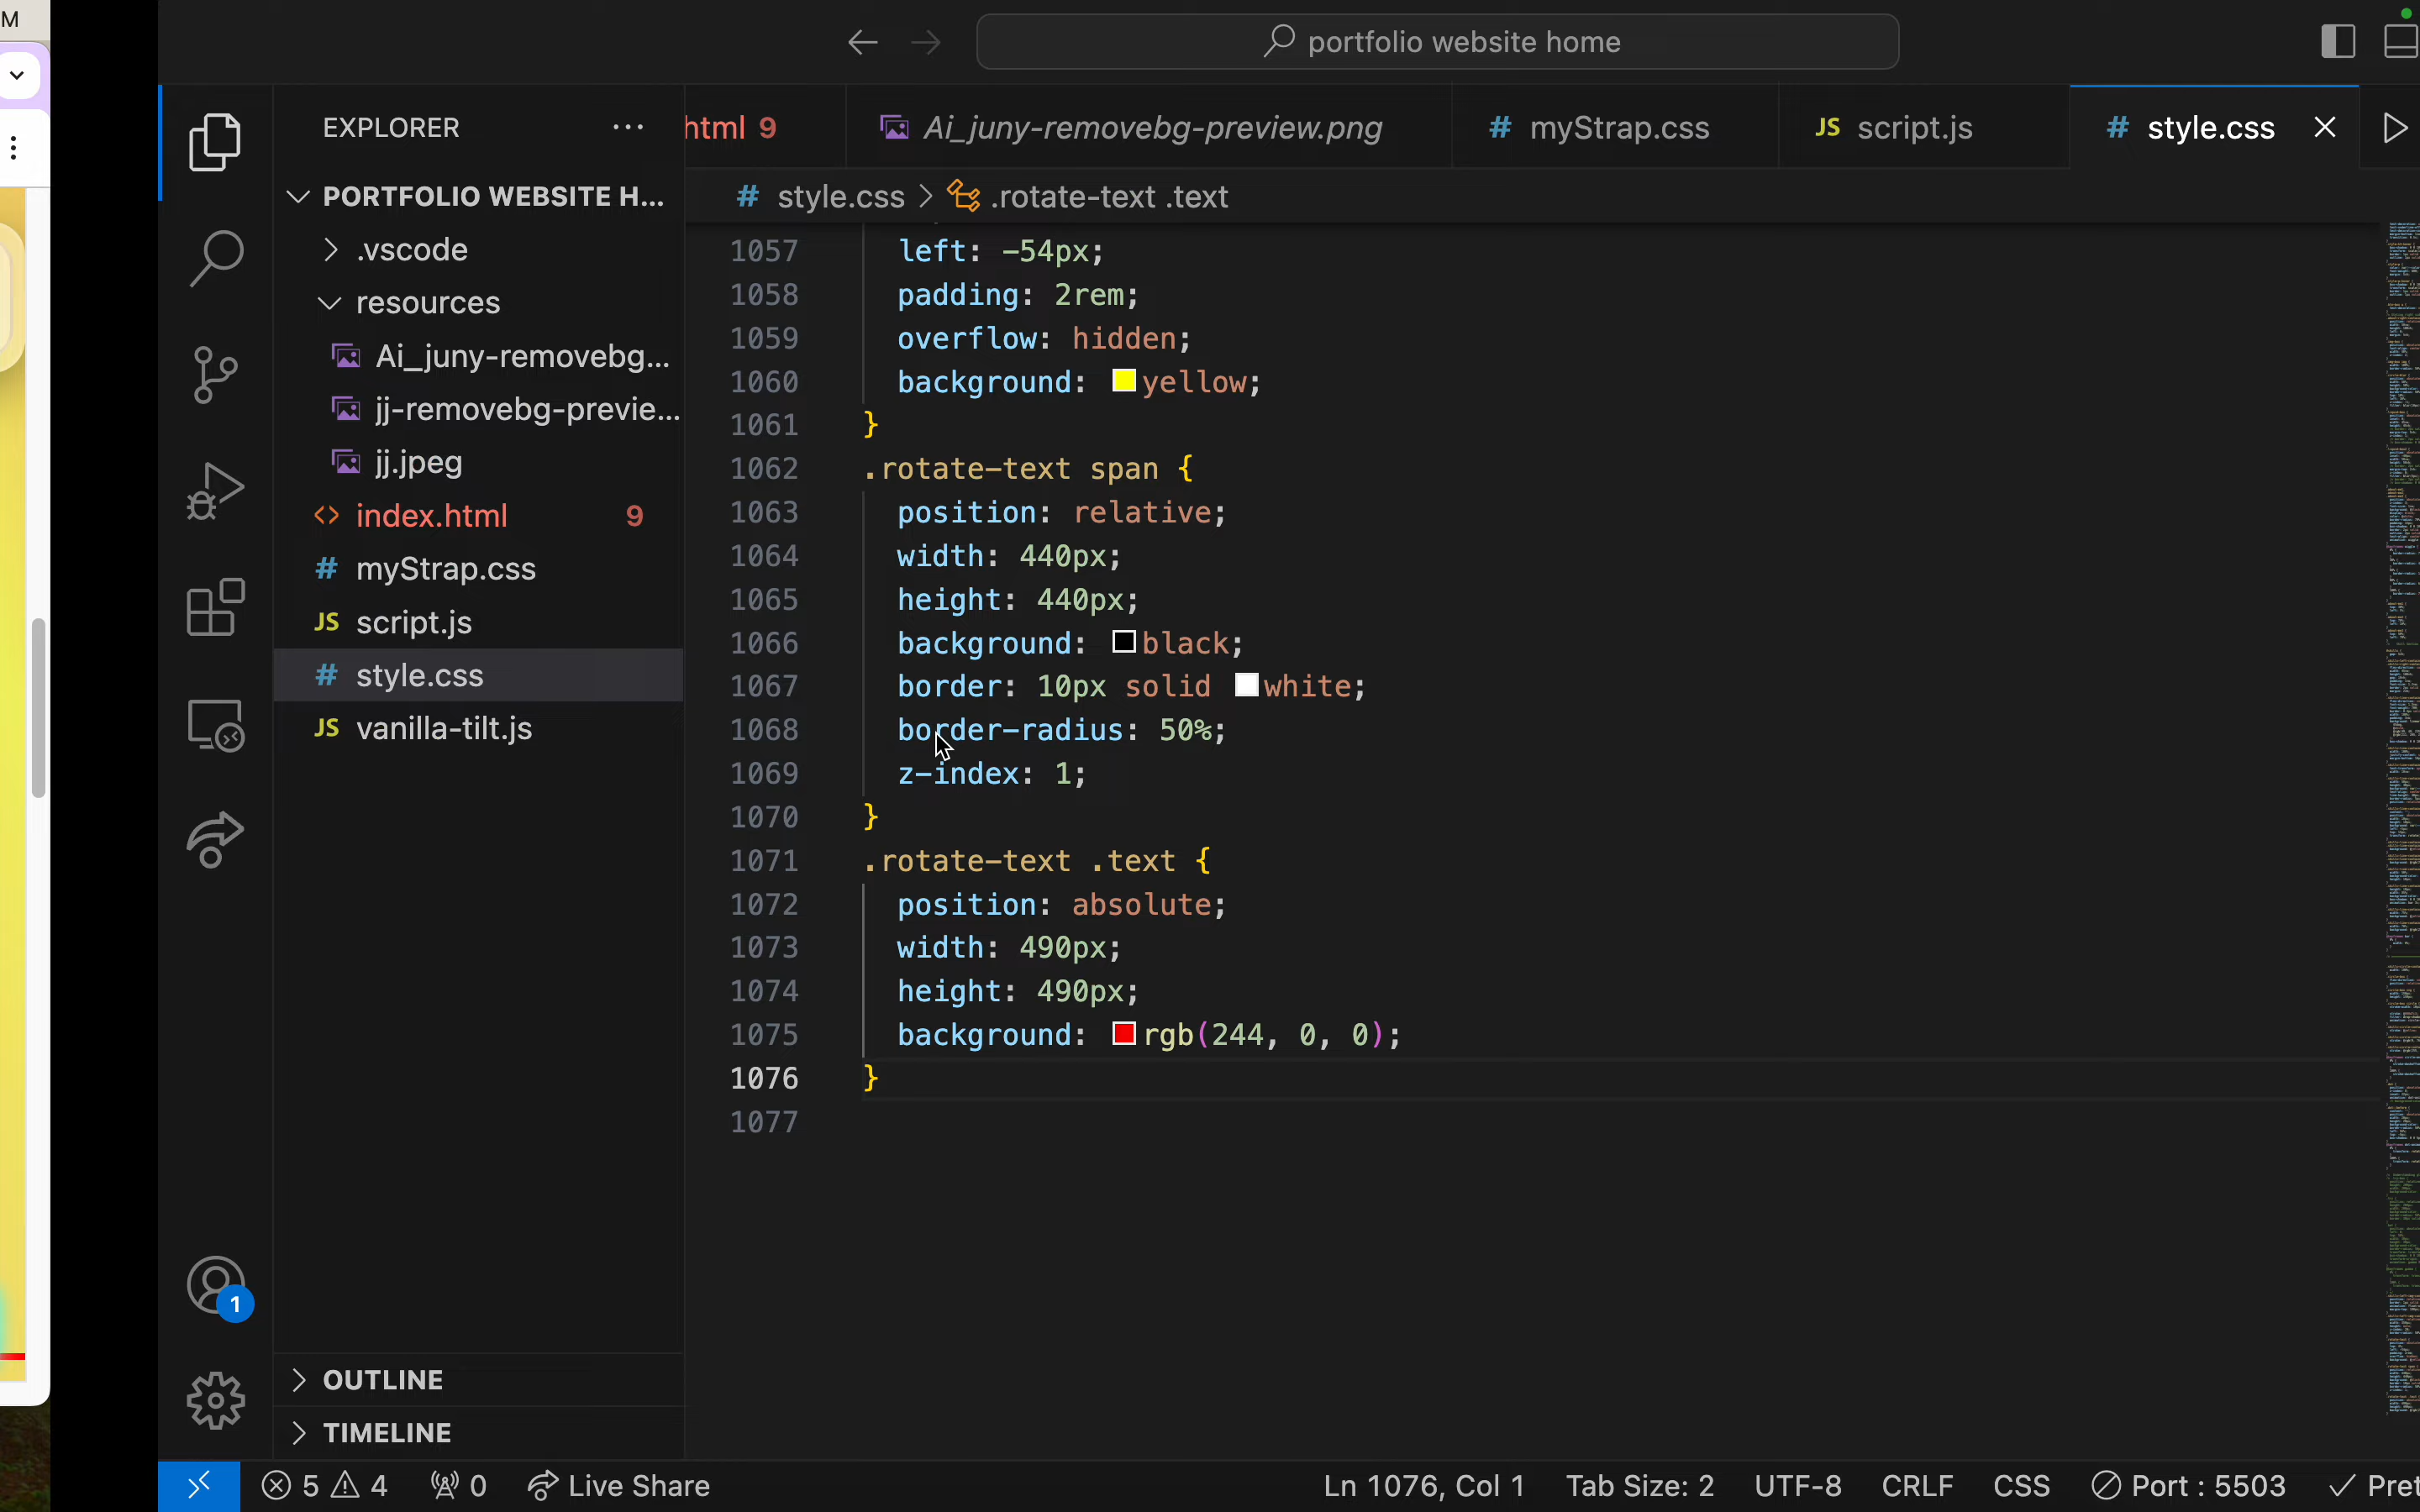 M
portfolio website home
EXPLORER
html 9
Ai_juny-removebg-preview.png
# myStrap.css
JS script.js
# style.css
PORTFOLIO WEBSITE H...
# style.css > .rotate-text .text
.vscode
resources
Ai_juny-removebg...
jj-removebg-previe...
jj.jpeg
<> index.html 9
# myStrap.css
JS script.js
# style.css
JS vanilla-tilt.js
1057 left: -54px;
1058 padding: 2rem;
1059 overflow: hidden;
1060 background: yellow;
1061 }
1062 .rotate-text span {
1063 position: relative;
1064 width: 440px;
1065 height: 440px;
1066 background: black;
1067 border: 10px solid white;
1068 border-radius: 50%;
1069 z-index: 1;
1070 }
1071 .rotate-text .text {
1072 position: absolute;
1073 width: 490px;
1074 height: 490px;
1075 background: rgb(244, 0, 0);
1076 }
1077
1
OUTLINE
TIMELINE
5 4 0 Live Share
Ln 1076, Col 1 Tab Size: 2 UTF-8 CRLF CSS Port : 5503 Pret